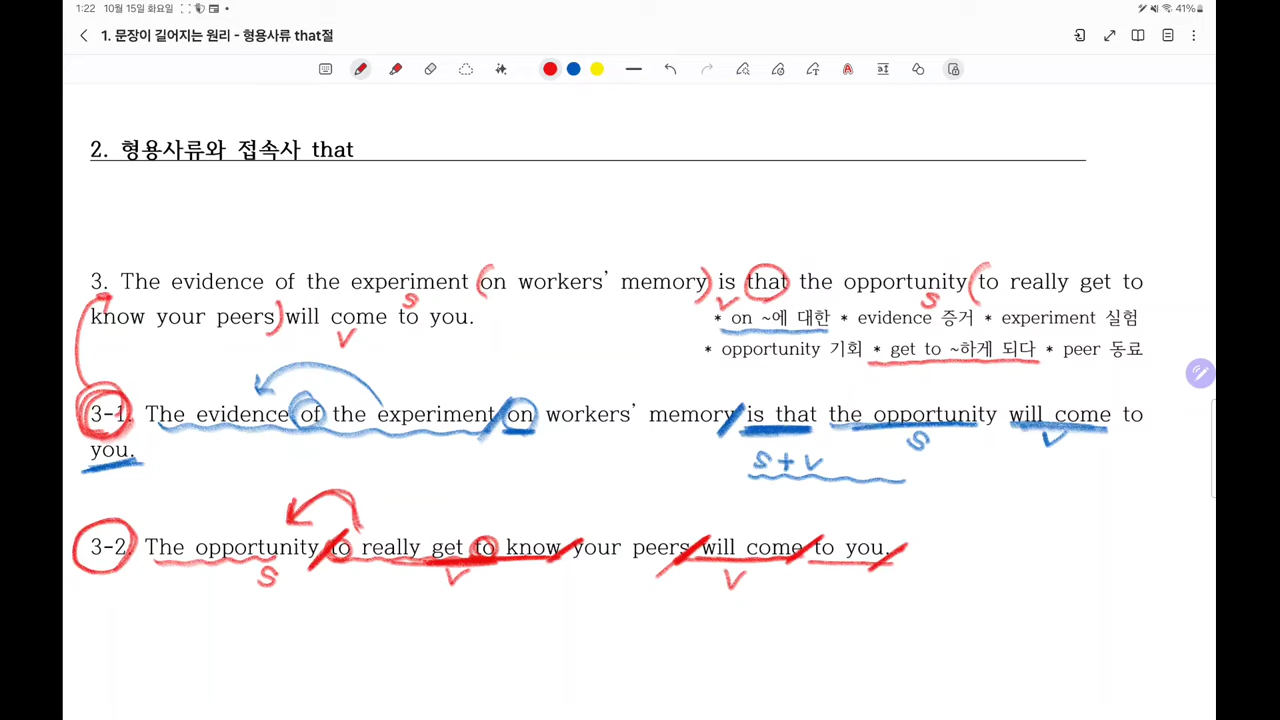 1:22 10월 15일 화요일 41%
1. 문장이 길어지는 원리 - 형용사류 that절
2. 형용사류와 접속사 that
3. The evidence of the experiment (on workers' memory) is that the opportunity (to really get to
s v s
know your peers) will come to you.
v
* on ~에 대한 * evidence 증거 * experiment 실험
* opportunity 기회 * get to ~하게 되다 * peer 동료
3-1. The evidence of the experiment / on workers' memory / is that the opportunity will come to
s v
you.
s + v
3-2. The opportunity / to really get to know / your peers / will come / to you. /
s v v